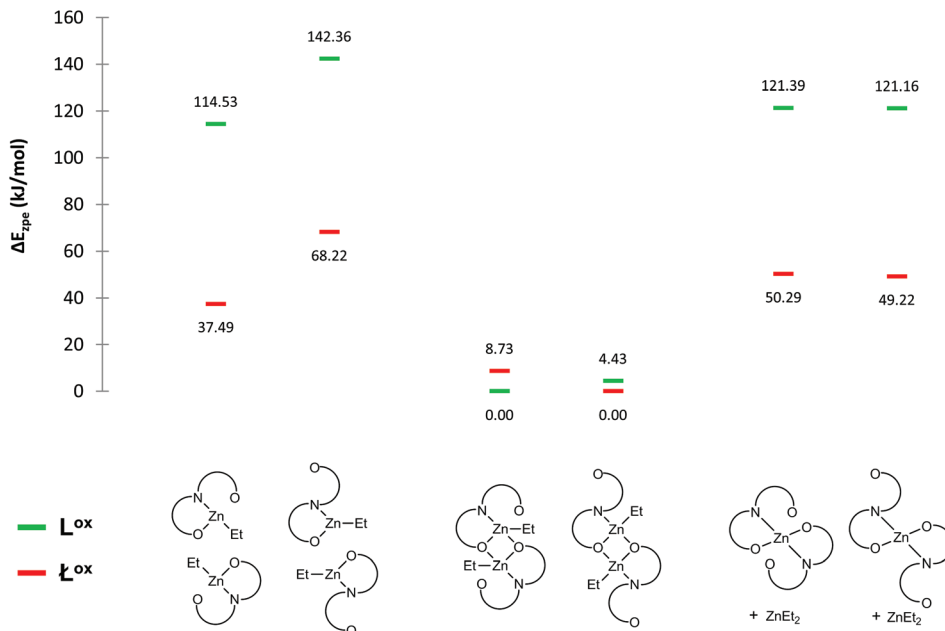 160
142.36
140
121.39
121.16
114.53
120
100
80
ΔE_zpe (kJ/mol)
60
68.22
40
50.29
49.22
37.49
20
8.73
4.43
0
0.00
0.00
O
O
O
O
N
N
O
N
N
O
N
O
O
Zn
Zn
Zn
Et
Et
Zn
Et
Zn
O
Et
O
O
O
O
O
O
O
Zn
O
Lᵒˣ
Et
O
Et
Zn
Zn
N
N
Et
O
Zn
Et
Zn
O
N
O
Łᵒˣ
O
N
N
N
O
O
O
+ ZnEt₂
+ ZnEt₂